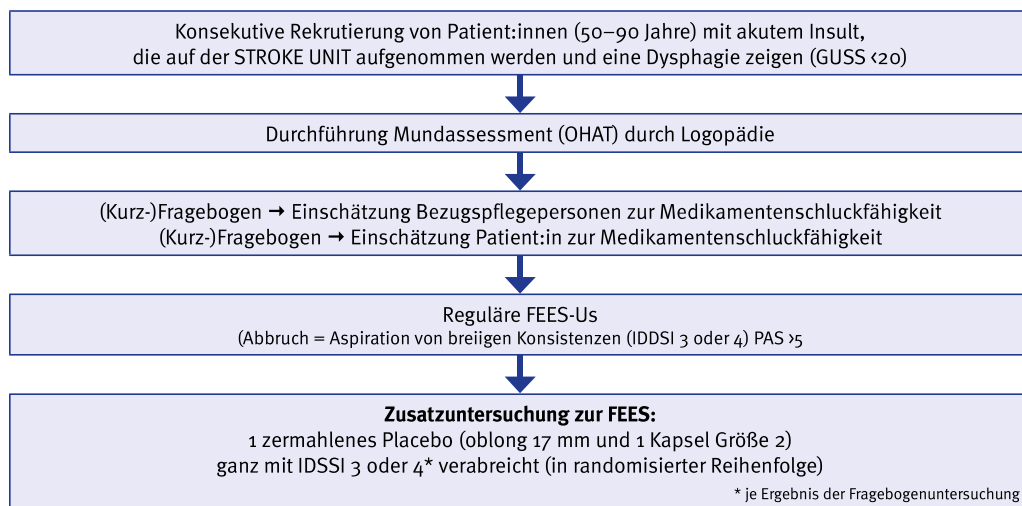 Konsekutive Rekrutierung von Patient:innen (50–90 Jahre) mit akutem Insult,
die auf der STROKE UNIT aufgenommen werden und eine Dysphagie zeigen (GUSS <20)
Durchführung Mundassessment (OHAT) durch Logopädie
(Kurz-)Fragebogen → Einschätzung Bezugspflegepersonen zur Medikamentenschluckfähigkeit
(Kurz-)Fragebogen → Einschätzung Patient:in zur Medikamentenschluckfähigkeit
Reguläre FEES-Us
(Abbruch = Aspiration von breiigen Konsistenzen (IDDSI 3 oder 4) PAS >5
Zusatzuntersuchung zur FEES:
1 zermahlenes Placebo (oblong 17 mm und 1 Kapsel Größe 2)
ganz mit IDSSI 3 oder 4* verabreicht (in randomisierter Reihenfolge)
* je Ergebnis der Fragebogenuntersuchung